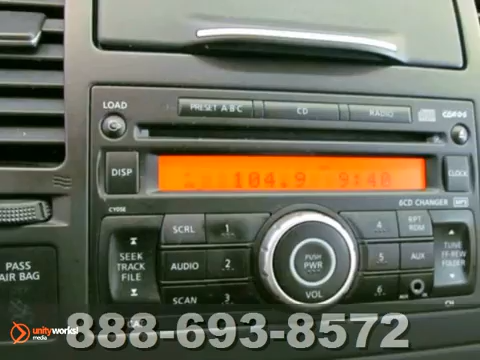 LOAD
PRESET A·B·C
CD
RADIO
DISP
104.9 9:40
CLOCK
6CD CHANGER
MP3
SEEK
TRACK
FILE
SCRL
1
AUDIO
2
SCAN
3
PUSH
PWR
VOL
4
RPT
RDM
5
AUX
6
TUNE
FF·REW
FOLDER
PASS
AIR BAG
unityworks!
media
888-693-8572